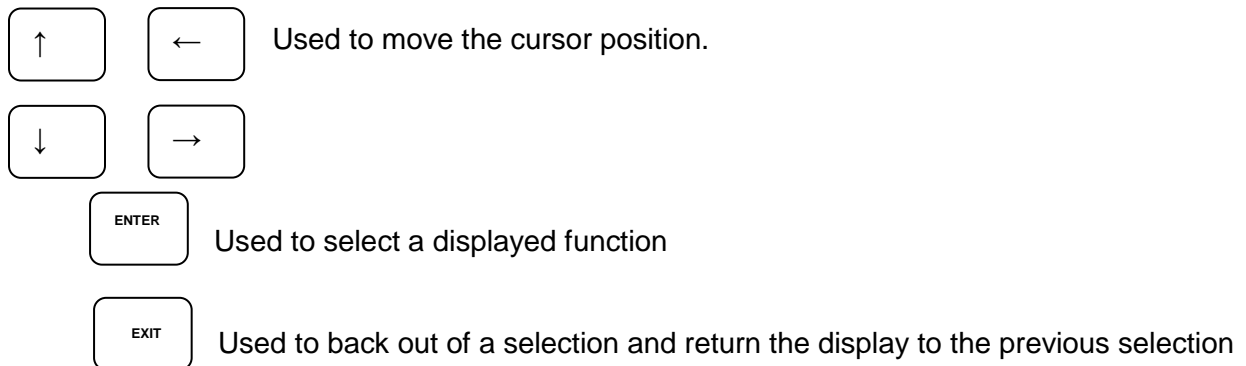 ↑ ← Used to move the cursor position.
↓ →
ENTER Used to select a displayed function
EXIT Used to back out of a selection and return the display to the previous selection